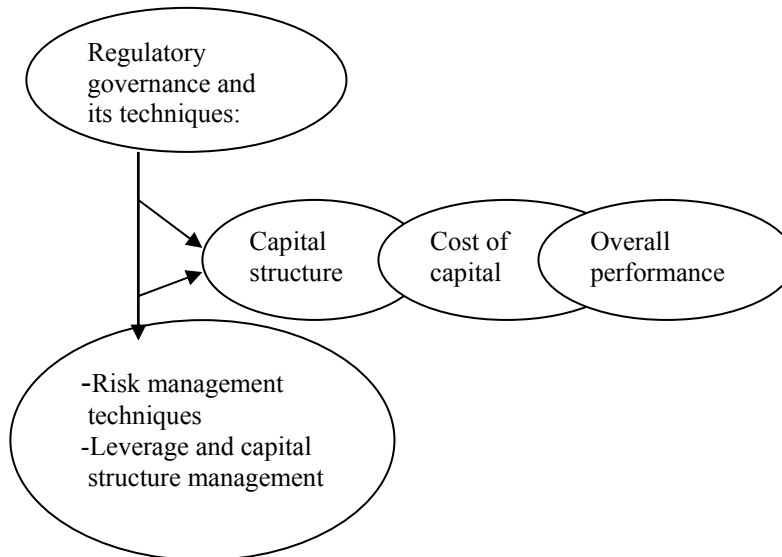 Regulatory
governance and
its techniques:
Capital
structure
Cost of
capital
Overall
performance
-Risk management
techniques
-Leverage and capital
structure management